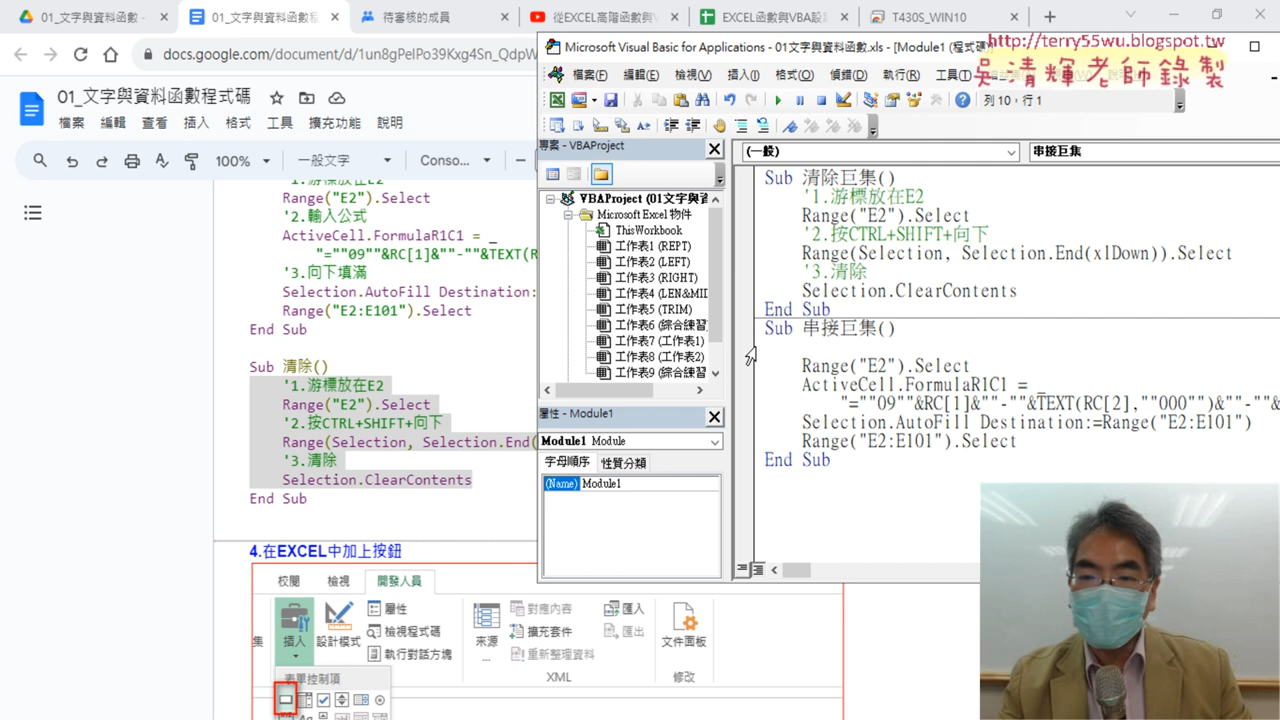 01_文字與資料函數 -
01_文字與資料函數程
待審核的成員
從EXCEL高階函數與V
EXCEL函數與VBA設
T430S_WIN10
docs.google.com/document/d/1un8gPelPo39Kxg4Sn_QdpW
01_文字與資料函數程式碼
檔案 編輯 查看 插入 格式 工具 擴充功能 說明
100% 一般文字 Conso...
'1.游標放在E2
Range("E2").Select
'2.輸入公式
ActiveCell.FormulaR1C1 = _
"=""09""&RC[1]&""-""&TEXT(R
'3.向下填滿
Selection.AutoFill Destination:
Range("E2:E101").Select
End Sub
Sub 清除()
'1.游標放在E2
Range("E2").Select
'2.按CTRL+SHIFT+向下
Range(Selection, Selection.End(
'3.清除
Selection.ClearContents
End Sub
4.在EXCEL中加上按鈕
校閱 檢視 開發人員
集
插入
設計模式
屬性
檢視程式碼
執行對話方塊
來源
...
對應內容
擴充套件
重新整理資料
匯入
匯出
XML
文件面板
修改
表單控制項
Microsoft Visual Basic for Applications - 01文字與資料函數.xls - [Module1 (程式碼)
http://terry55wu.blogspot.tw
吳清輝老師錄製
檔案(F) 編輯(E) 檢視(V) 插入(I) 格式(O) 偵錯(D) 執行(R) 工具(T)
列 10，行 1
專案 - VBAProject
VBAProject (01文字與資
Microsoft Excel 物件
ThisWorkbook
工作表1 (REPT)
工作表2 (LEFT)
工作表3 (RIGHT)
工作表4 (LEN&MID
工作表5 (TRIM)
工作表6 (綜合練習
工作表7 (工作表1)
工作表8 (工作表2)
工作表9 (綜合練習
屬性 - Module1
Module1 Module
字母順序 性質分類
(Name) Module1
(一般)
串接巨集
Sub 清除巨集()
'1.游標放在E2
Range("E2").Select
'2.按CTRL+SHIFT+向下
Range(Selection, Selection.End(xlDown)).Select
'3.清除
Selection.ClearContents
End Sub
Sub 串接巨集()
Range("E2").Select
ActiveCell.FormulaR1C1 = _
"=""09""&RC[1]&""-""&TEXT(RC[2],""000"")&""-""&
Selection.AutoFill Destination:=Range("E2:E101")
Range("E2:E101").Select
End Sub